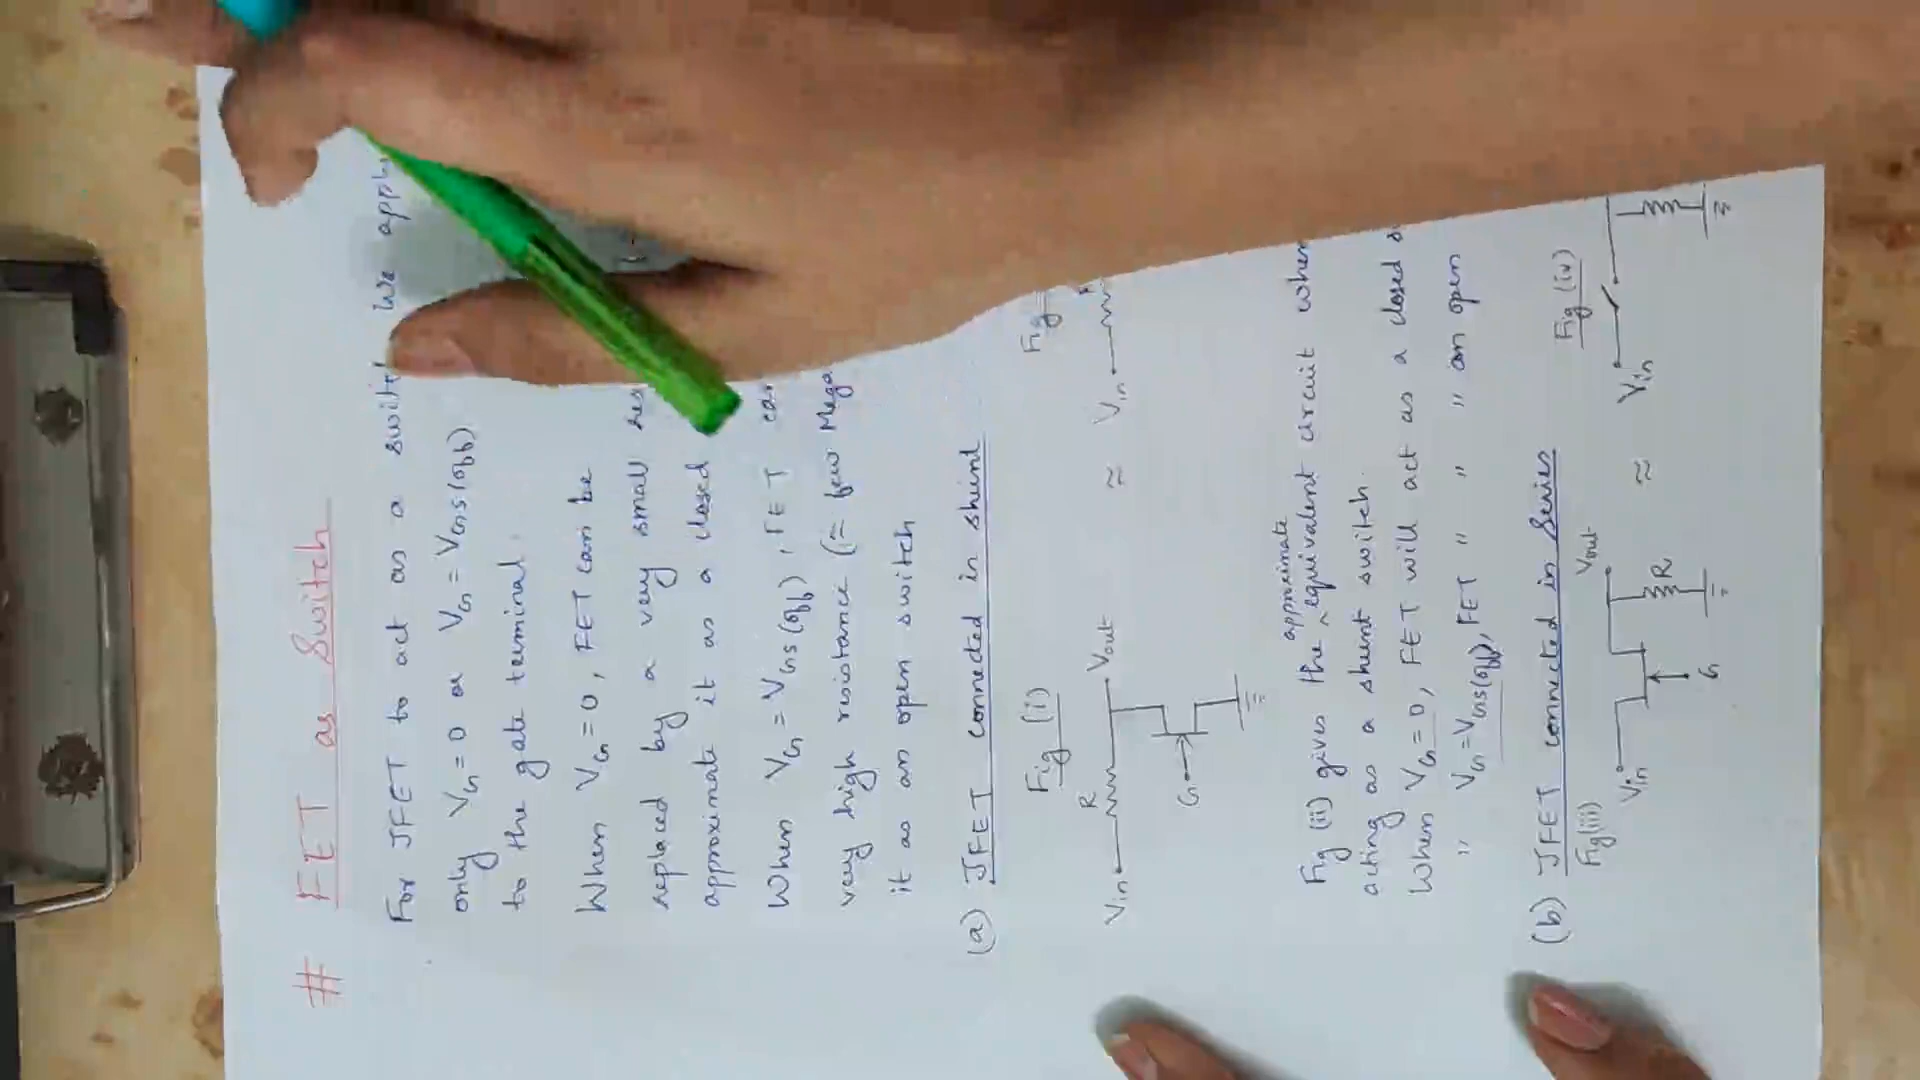 # FET as Switch
For JFET to act as a switch we
only VG = 0 or VG = VGS(off)
to the gate terminal.
When VG = 0, FET can be
replaced by a very small
approximate it as a closed
When VG = VGS(off), FET
very high resistance (≈ few Mega
it as an open switch
(a) JFET connected in shunt
Fig (i)
Fig
Vin
R
Vout
G
≈
Vin
approximate
Fig (ii) gives the ^ equivalent circuit when
acting as a shunt switch.
When VG = 0, FET will act as a closed
" VG = VGS(off), FET " " " an open
(b) JFET connected in Series
Fig (iii)
Fig (iv)
Vin
G
Vout
R
≈
Vin